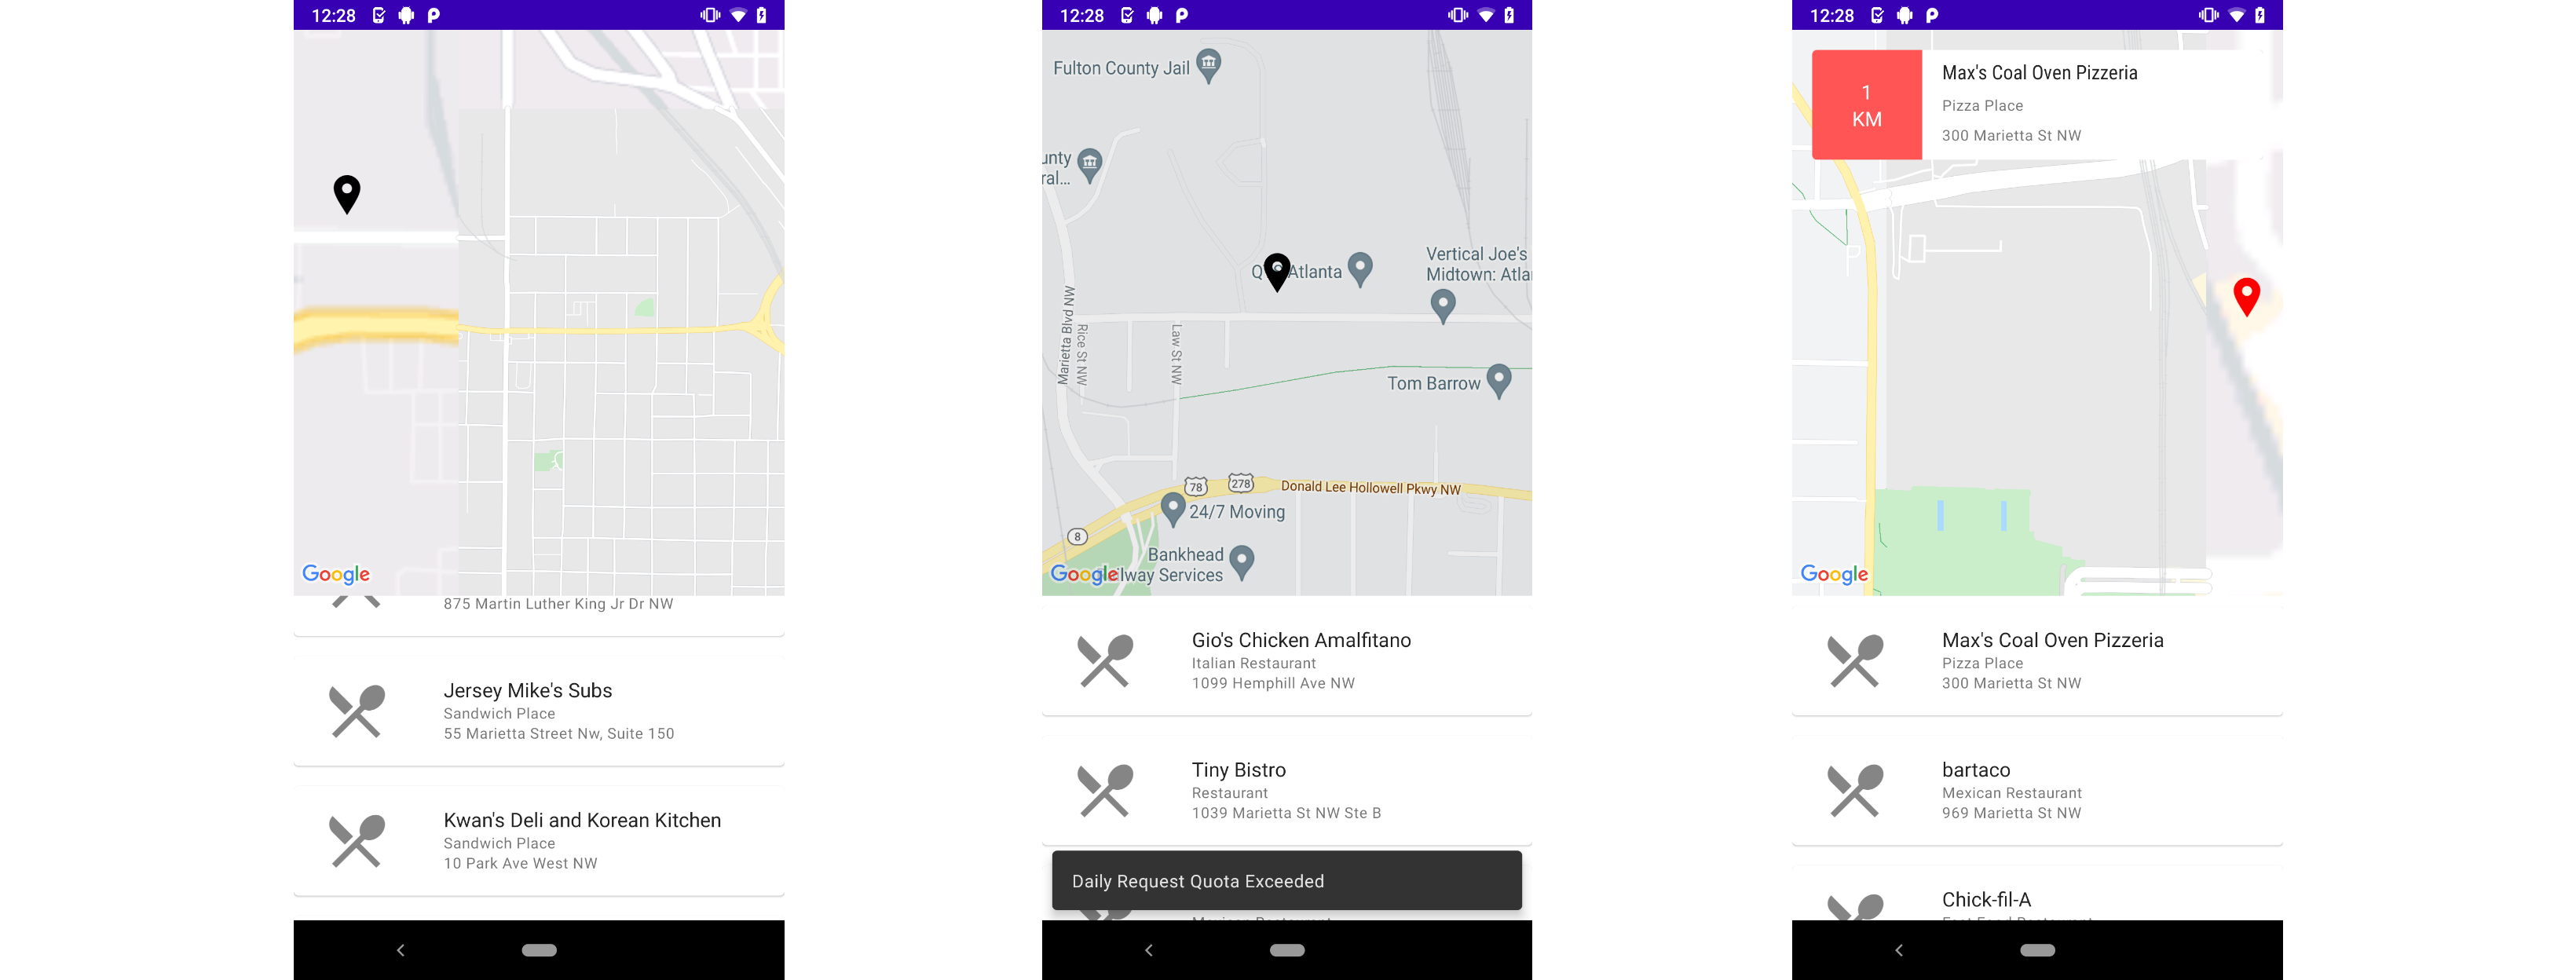 12:28
Google
875 Martin Luther King Jr Dr NW
Jersey Mike's Subs
Sandwich Place
55 Marietta Street Nw, Suite 150
Kwan's Deli and Korean Kitchen
Sandwich Place
10 Park Ave West NW
12:28
Fulton County Jail
unty
ral...
Atlanta
Vertical Joe's
Midtown: Atla
Marietta Blvd NW
Rice St NW
Law St NW
Tom Barrow
78
278
Donald Lee Hollowell Pkwy NW
24/7 Moving
8
Bankhead
Google
ilway Services
Gio's Chicken Amalfitano
Italian Restaurant
1099 Hemphill Ave NW
Tiny Bistro
Restaurant
1039 Marietta St NW Ste B
Daily Request Quota Exceeded
12:28
1
KM
Max's Coal Oven Pizzeria
Pizza Place
300 Marietta St NW
Google
Max's Coal Oven Pizzeria
Pizza Place
300 Marietta St NW
bartaco
Mexican Restaurant
969 Marietta St NW
Chick-fil-A